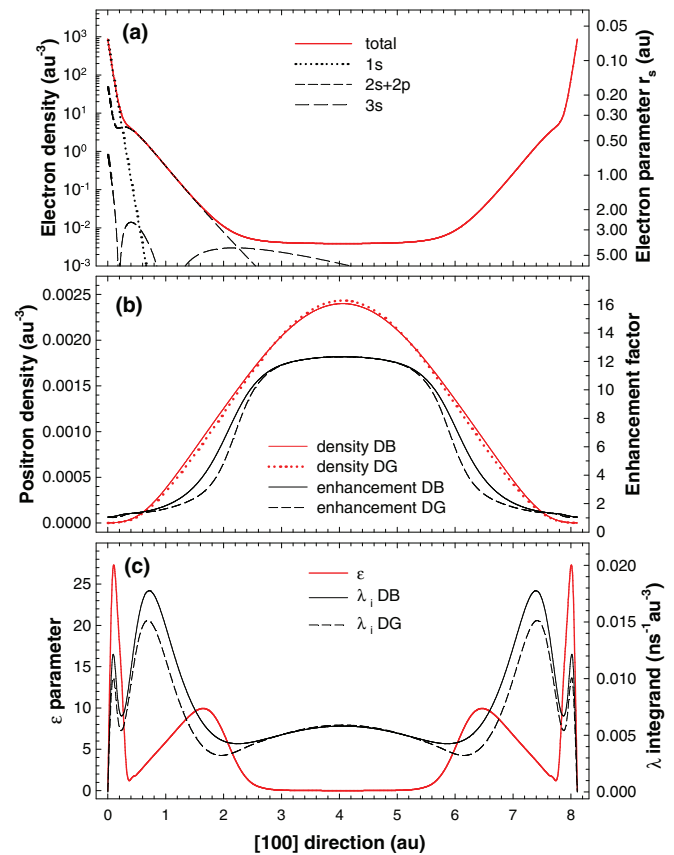 (a)
Electron density (au-3)
10³
10²
10¹
10⁰
10-1
10-2
10-3
total
1s
2s+2p
3s
0.05
0.10
0.20
0.30
0.50
1.00
2.00
3.00
5.00
Electron parameter rs (au)
(b)
Positron density (au-3)
0.0025
0.0020
0.0015
0.0010
0.0005
0.0000
density DB
density DG
enhancement DB
enhancement DG
16
14
12
10
8
6
4
2
0
Enhancement factor
(c)
ε parameter
25
20
15
10
5
0
ε
λ i DB
λ i DG
0.020
0.015
0.010
0.005
0.000
λ integrand (ns-1au-3)
0 1 2 3 4 5 6 7 8
[100] direction (au)